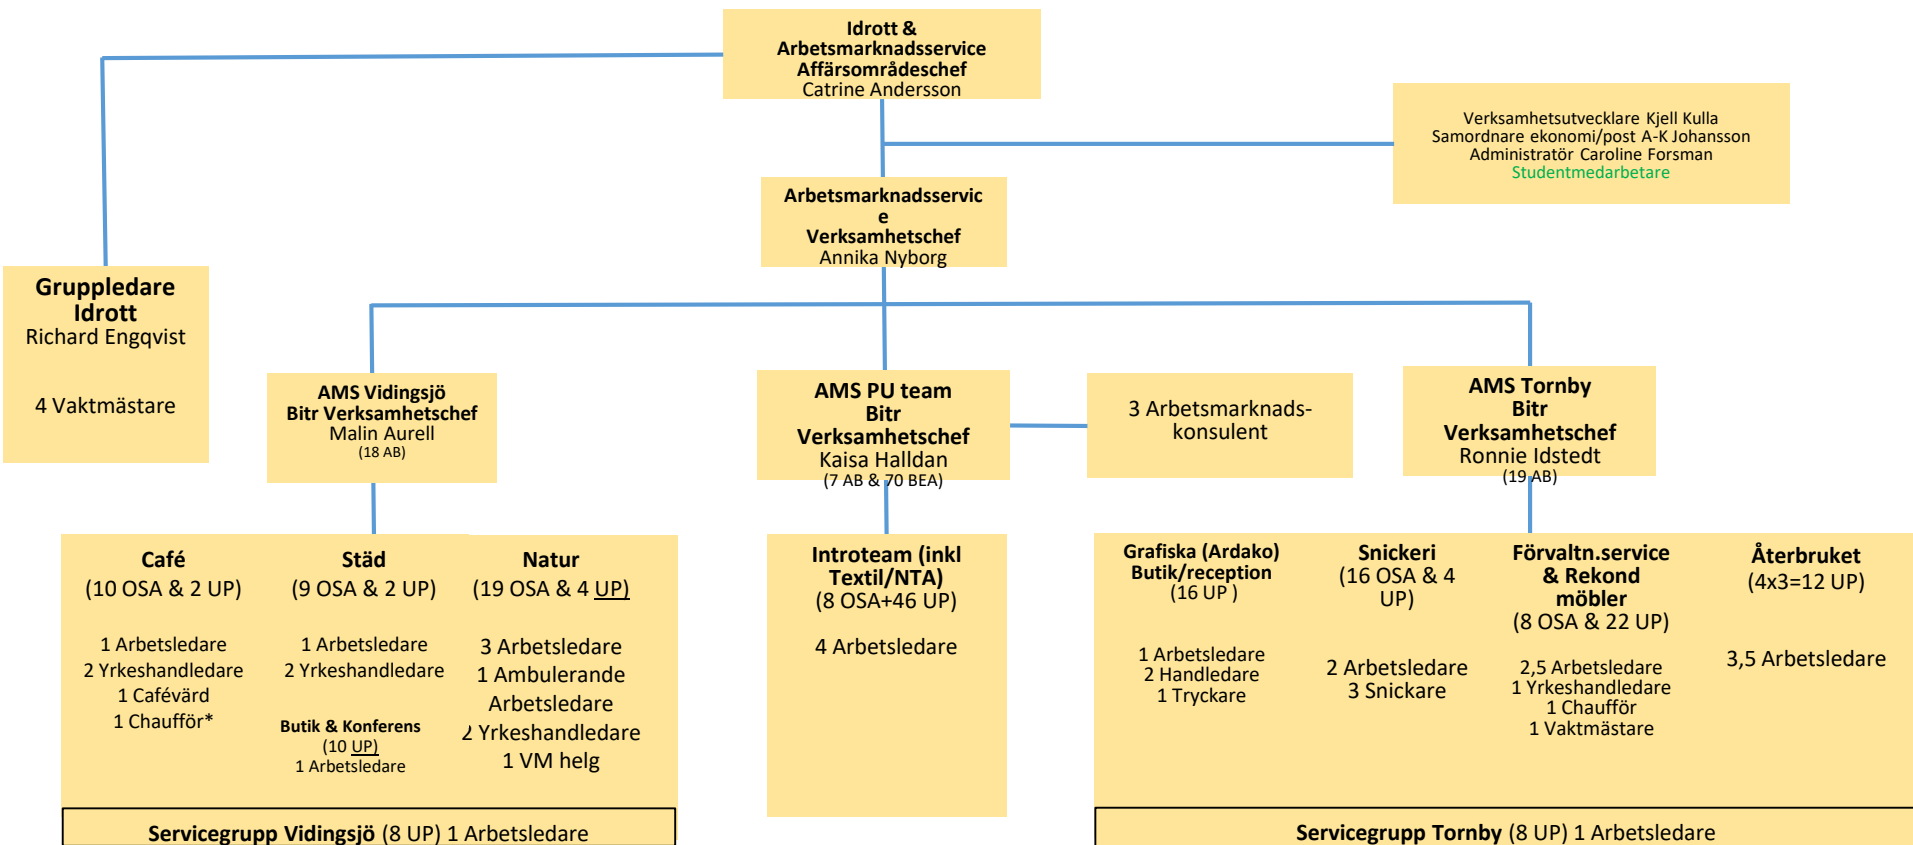 Idrott &
Arbetsmarknadsservice
Affärsområdeschef
Catrine Andersson
Verksamhetsutvecklare Kjell Kulla
Samordnare ekonomi/post A-K Johansson
Administratör Caroline Forsman
Studentmedarbetare
Arbetsmarknadsservic
e
Verksamhetschef
Annika Nyborg
Gruppledare
Idrott
Richard Engqvist
4 Vaktmästare
AMS Vidingsjö
Bitr Verksamhetschef
Malin Aurell
(18 AB)
AMS PU team
Bitr
Verksamhetschef
Kaisa Halldan
(7 AB & 70 BEA)
3 Arbetsmarknads-
konsulent
AMS Tornby
Bitr
Verksamhetschef
Ronnie Idstedt
(19 AB)
Café
(10 OSA & 2 UP)
1 Arbetsledare
2 Yrkeshandledare
1 Cafévärd
1 Chaufför*
Städ
(9 OSA & 2 UP)
1 Arbetsledare
2 Yrkeshandledare
Butik & Konferens
(10 UP)
1 Arbetsledare
Natur
(19 OSA & 4 UP)
3 Arbetsledare
1 Ambulerande
Arbetsledare
2 Yrkeshandledare
1 VM helg
Servicegrupp Vidingsjö (8 UP) 1 Arbetsledare
Introteam (inkl
Textil/NTA)
(8 OSA+46 UP)
4 Arbetsledare
Grafiska (Ardako)
Butik/reception
(16 UP )
1 Arbetsledare
2 Handledare
1 Tryckare
Snickeri
(16 OSA & 4
UP)
2 Arbetsledare
3 Snickare
Förvaltn.service
& Rekond
möbler
(8 OSA & 22 UP)
2,5 Arbetsledare
1 Yrkeshandledare
1 Chaufför
1 Vaktmästare
Återbruket
(4x3=12 UP)
3,5 Arbetsledare
Servicegrupp Tornby (8 UP) 1 Arbetsledare